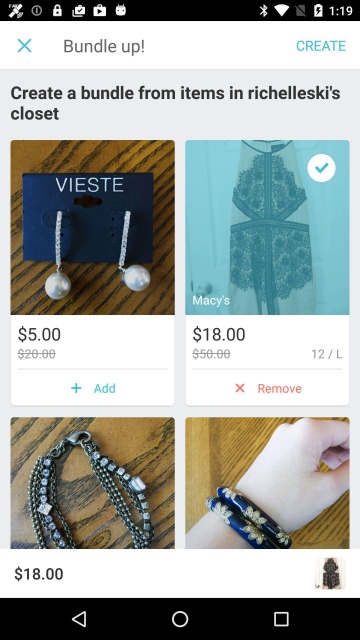 1:19
Bundle up!
CREATE
Create a bundle from items in richelleski's
closet
VIESTE
Macy's
$5.00
$20.00
Add
$18.00
$50.00
12 / L
Remove
$18.00